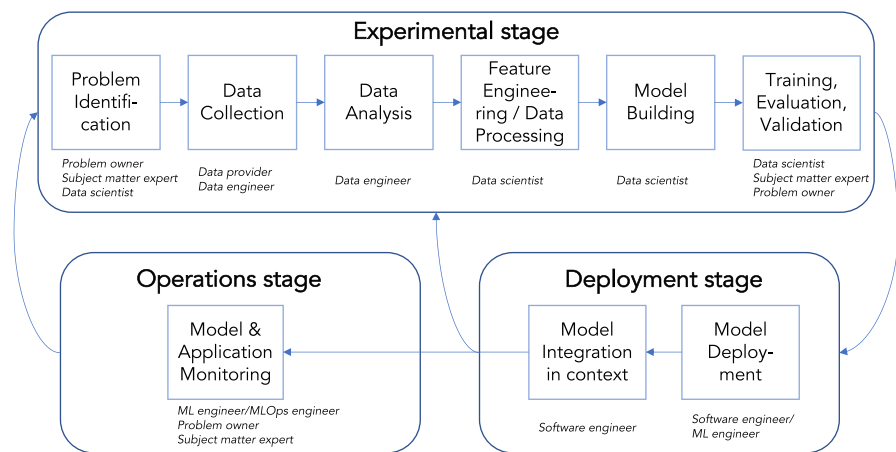 Experimental stage
Problem
Identifi-
cation
Data
Collection
Data
Analysis
Feature
Enginee-
ring / Data
Processing
Model
Building
Training,
Evaluation,
Validation
Problem owner
Subject matter expert
Data scientist
Data provider
Data engineer
Data engineer
Data scientist
Data scientist
Data scientist
Subject matter expert
Problem owner
Operations stage
Model &
Application
Monitoring
ML engineer/MLOps engineer
Problem owner
Subject matter expert
Deployment stage
Model
Integration
in context
Software engineer
Model
Deploy-
ment
Software engineer/
ML engineer